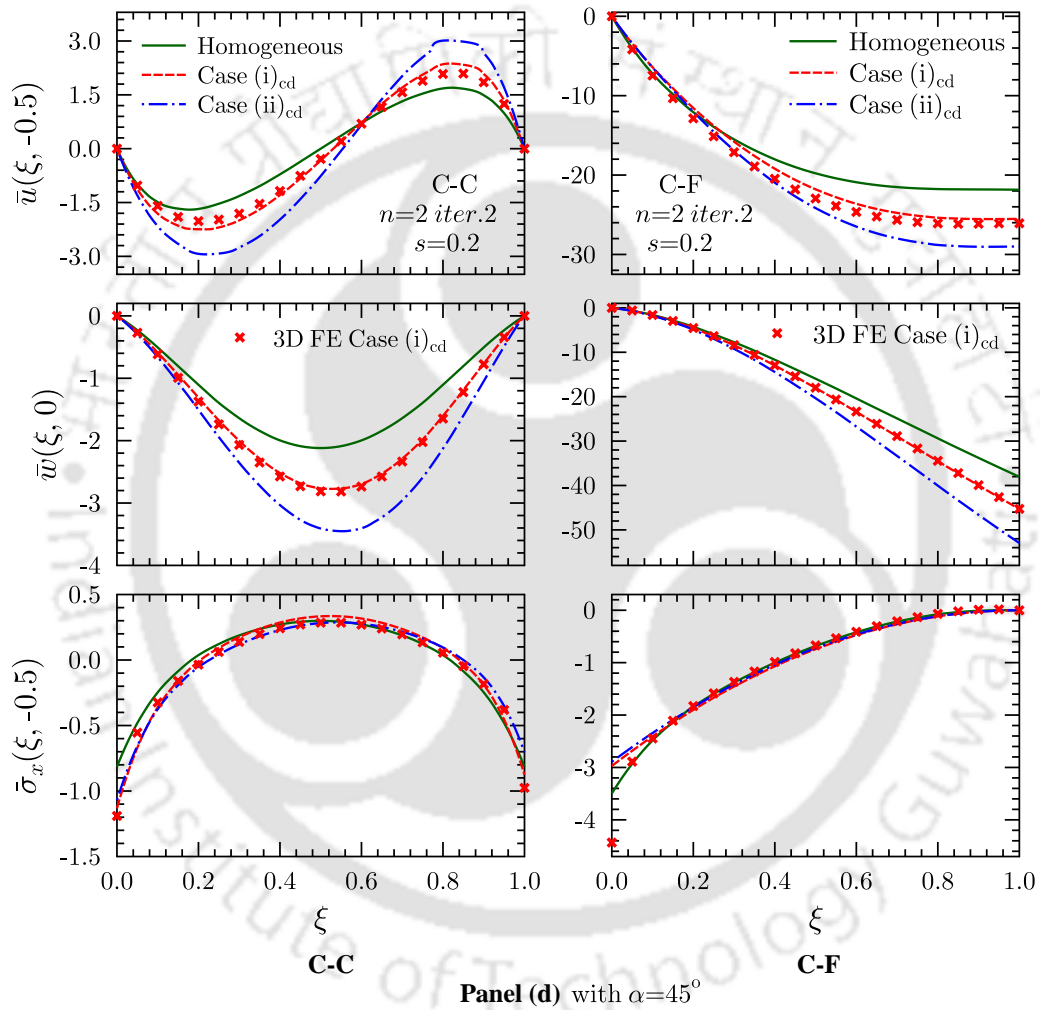 3.0
1.5
0.0
-1.5
-3.0
ū(ξ, -0.5)
Homogeneous
Case (i)cd
Case (ii)cd
C-C
n=2 iter.2
s=0.2
0
-10
-20
-30
Homogeneous
Case (i)cd
Case (ii)cd
C-F
n=2 iter.2
s=0.2
0
-1
-2
-3
-4
w̄(ξ, 0)
3D FE Case (i)cd
0
-10
-20
-30
-40
-50
3D FE Case (i)cd
0.5
0.0
-0.5
-1.0
-1.5
σ̄x(ξ, -0.5)
0.0 0.2 0.4 0.6 0.8 1.0
ξ
C-C
0
-1
-2
-3
-4
0.0 0.2 0.4 0.6 0.8 1.0
ξ
C-F
Panel (d) with α=45°
Indian Institute of Technology Guwahati